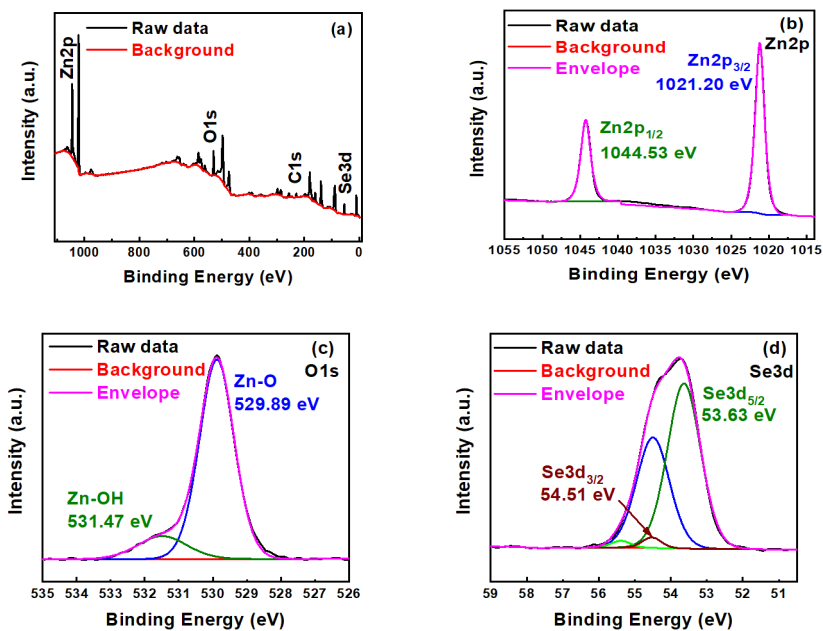 Raw data
(a)
Background
Zn2p
O1s
C1s
Se3d
Intensity (a.u.)
1000 800 600 400 200 0
Binding Energy (eV)
Raw data
(b)
Background
Zn2p
Envelope
Zn2p3/2
1021.20 eV
Zn2p1/2
1044.53 eV
Intensity (a.u.)
1055 1050 1045 1040 1035 1030 1025 1020 1014
Binding Energy (eV)
Raw data
(c)
Background
O1s
Envelope
Zn-O
529.89 eV
Zn-OH
531.47 eV
Intensity (a.u.)
535 534 533 532 531 530 529 528 527 526
Binding Energy (eV)
Raw data
(d)
Background
Se3d
Envelope
Se3d5/2
53.63 eV
Se3d3/2
54.51 eV
Intensity (a.u.)
59 58 57 56 55 54 53 52 51
Binding Energy (eV)